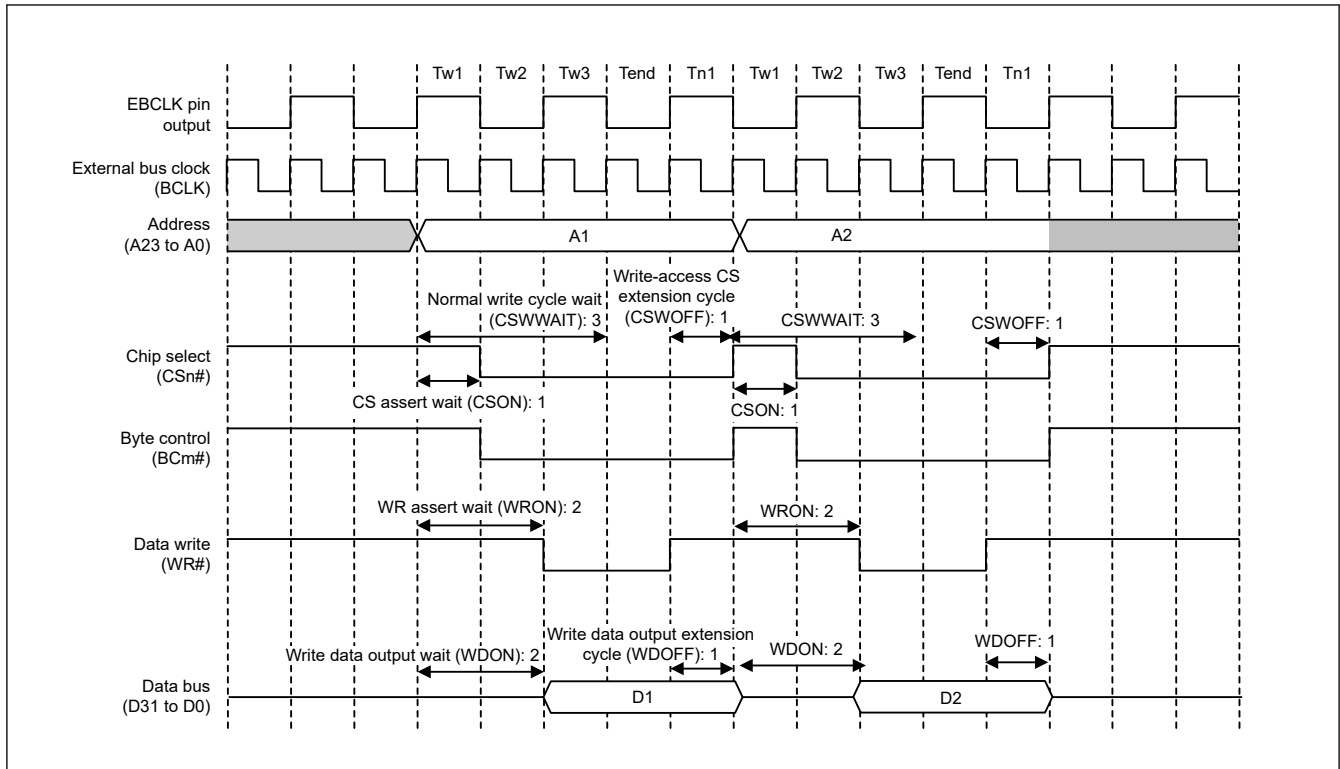 Tw1 Tw2 Tw3 Tend Tn1 Tw1 Tw2 Tw3 Tend Tn1
EBCLK pin
output
External bus clock
(BCLK)
Address
(A23 to A0)
A1
A2
Normal write cycle wait
(CSWWAIT): 3
Write-access CS
extension cycle
(CSWOFF): 1
CSWWAIT: 3
CSWOFF: 1
Chip select
(CSn#)
CS assert wait (CSON): 1
CSON: 1
Byte control
(BCm#)
WR assert wait (WRON): 2
WRON: 2
Data write
(WR#)
Write data output wait (WDON): 2
Write data output extension
cycle (WDOFF): 1
WDON: 2
WDOFF: 1
Data bus
(D31 to D0)
D1
D2